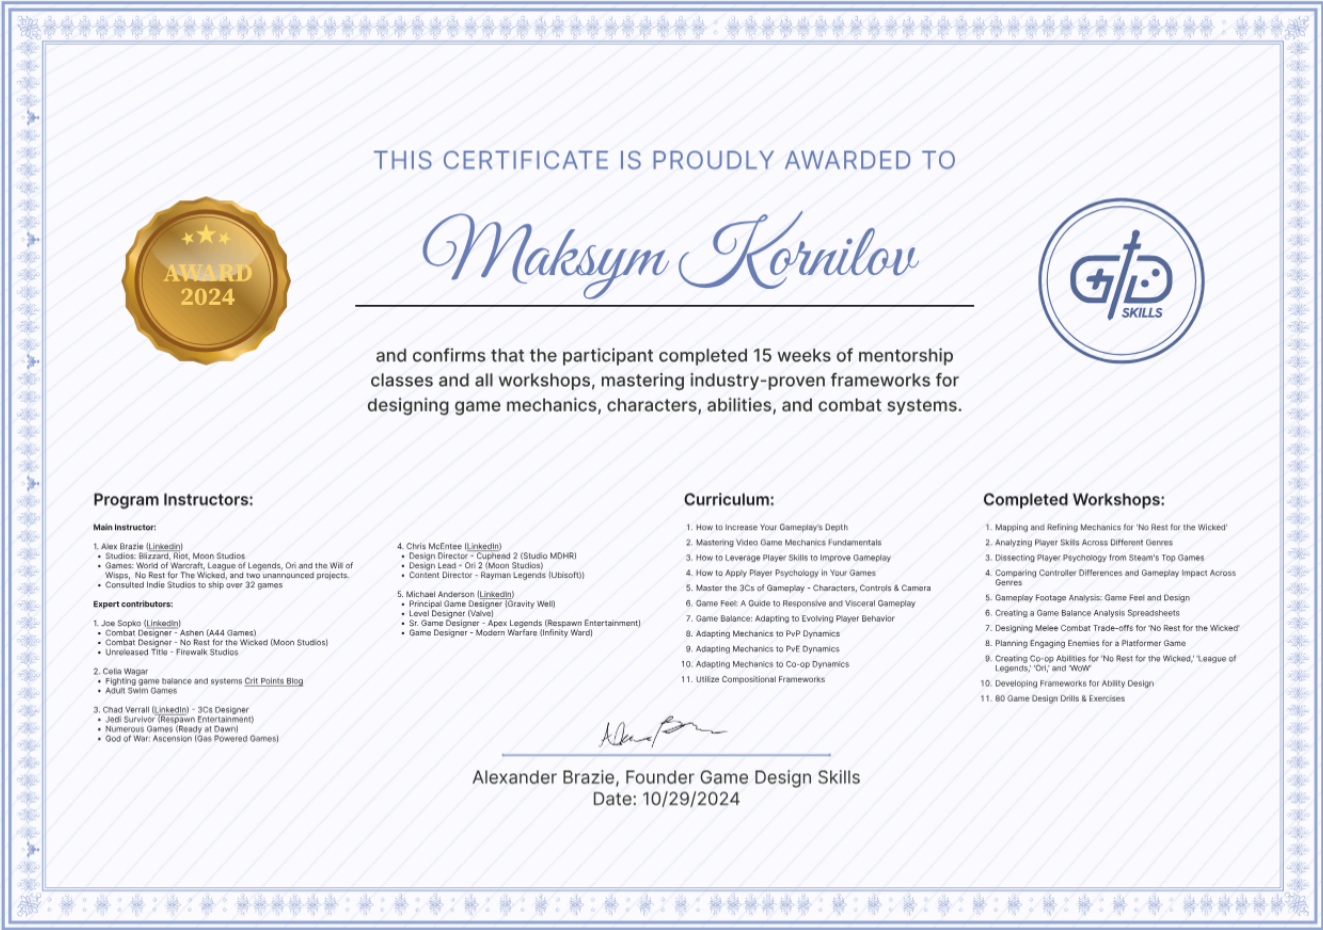 THIS CERTIFICATE IS PROUDLY AWARDED TO
AWARD
2024
Maksym Kornilov
SKILLS
and confirms that the participant completed 15 weeks of mentorship
classes and all workshops, mastering industry-proven frameworks for
designing game mechanics, characters, abilities, and combat systems.
Program Instructors:
Main Instructor:
1. Alex Brazie (LinkedIn)
• Studios: Blizzard, Riot, Moon Studios
• Games: World of Warcraft, League of Legends, Ori and the Will of
Wisps, No Rest for The Wicked, and two unannounced projects.
• Consulted Indie Studios to ship over 32 games
Expert contributors:
1. Joe Sopko (LinkedIn)
• Combat Designer - Ashen (A44 Games)
• Combat Designer - No Rest for the Wicked (Moon Studios)
• Unreleased Title - Firewalk Studios
2. Celia Wagar
• Fighting game balance and systems Crit Points Blog
• Adult Swim Games
3. Chad Verrall (LinkedIn) - 3Cs Designer
• Jedi Survivor (Respawn Entertainment)
• Numerous Games (Ready at Dawn)
• God of War: Ascension (Gas Powered Games)
4. Chris McEntee (LinkedIn)
• Design Director - Cuphead 2 (Studio MDHR)
• Design Lead - Ori 2 (Moon Studios)
• Content Director - Rayman Legends (Ubisoft))
5. Michael Anderson (LinkedIn)
• Principal Game Designer (Gravity Well)
• Level Designer (Valve)
• Sr. Game Designer - Apex Legends (Respawn Entertainment)
• Game Designer - Modern Warfare (Infinity Ward)
Curriculum:
1. How to Increase Your Gameplay's Depth
2. Mastering Video Game Mechanics Fundamentals
3. How to Leverage Player Skills to Improve Gameplay
4. How to Apply Player Psychology in Your Games
5. Master the 3Cs of Gameplay - Characters, Controls & Camera
6. Game Feel: A Guide to Responsive and Visceral Gameplay
7. Game Balance: Adapting to Evolving Player Behavior
8. Adapting Mechanics to PvP Dynamics
9. Adapting Mechanics to PvE Dynamics
10. Adapting Mechanics to Co-op Dynamics
11. Utilize Compositional Frameworks
Completed Workshops:
1. Mapping and Refining Mechanics for 'No Rest for the Wicked'
2. Analyzing Player Skills Across Different Genres
3. Dissecting Player Psychology from Steam's Top Games
4. Comparing Controller Differences and Gameplay Impact Across
Genres
5. Gameplay Footage Analysis: Game Feel and Design
6. Creating a Game Balance Analysis Spreadsheets
7. Designing Melee Combat Trade-offs for 'No Rest for the Wicked'
8. Planning Engaging Enemies for a Platformer Game
9. Creating Co-op Abilities for 'No Rest for the Wicked,' 'League of
Legends,' 'Ori,' and 'WoW'
10. Developing Frameworks for Ability Design
11. 80 Game Design Drills & Exercises
Alexander Brazie, Founder Game Design Skills
Date: 10/29/2024